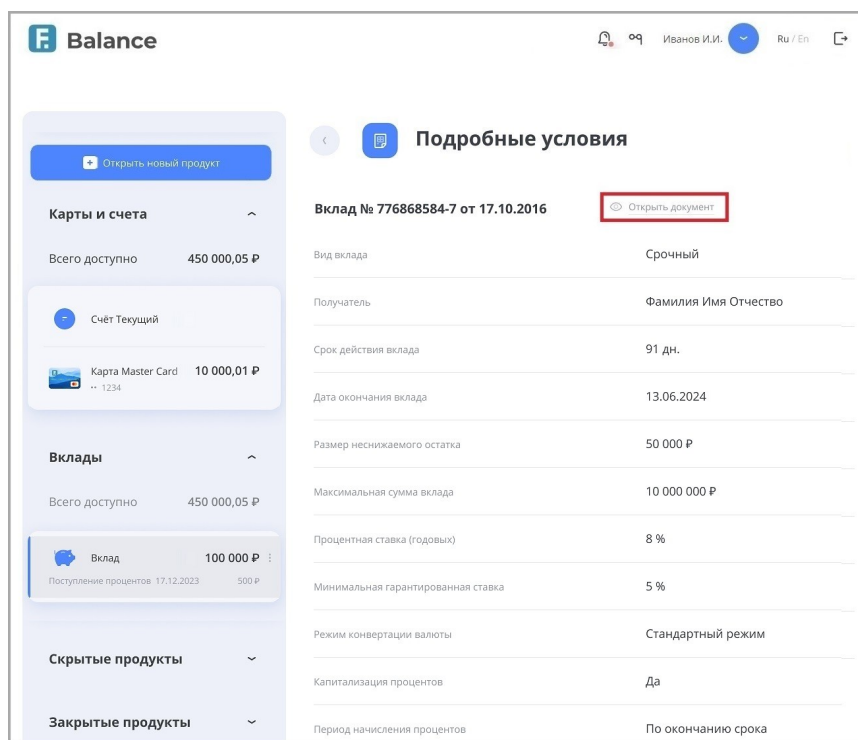 F. Balance
Иванов И.И.
Ru / En
Открыть новый продукт
Карты и счета
Всего доступно 450 000,05 ₽
Счёт Текущий
Карта Master Card 10 000,01 ₽
•• 1234
Вклады
Всего доступно 450 000,05 ₽
Вклад 100 000 ₽
Поступление процентов 17.12.2023 500 ₽
Скрытые продукты
Закрытые продукты
Подробные условия
Вклад № 776868584-7 от 17.10.2016
Открыть документ
Вид вклада Срочный
Получатель Фамилия Имя Отчество
Срок действия вклада 91 дн.
Дата окончания вклада 13.06.2024
Размер неснижаемого остатка 50 000 ₽
Максимальная сумма вклада 10 000 000 ₽
Процентная ставка (годовых) 8 %
Минимальная гарантированная ставка 5 %
Режим конвертации валюты Стандартный режим
Капитализация процентов Да
Период начисления процентов По окончанию срока